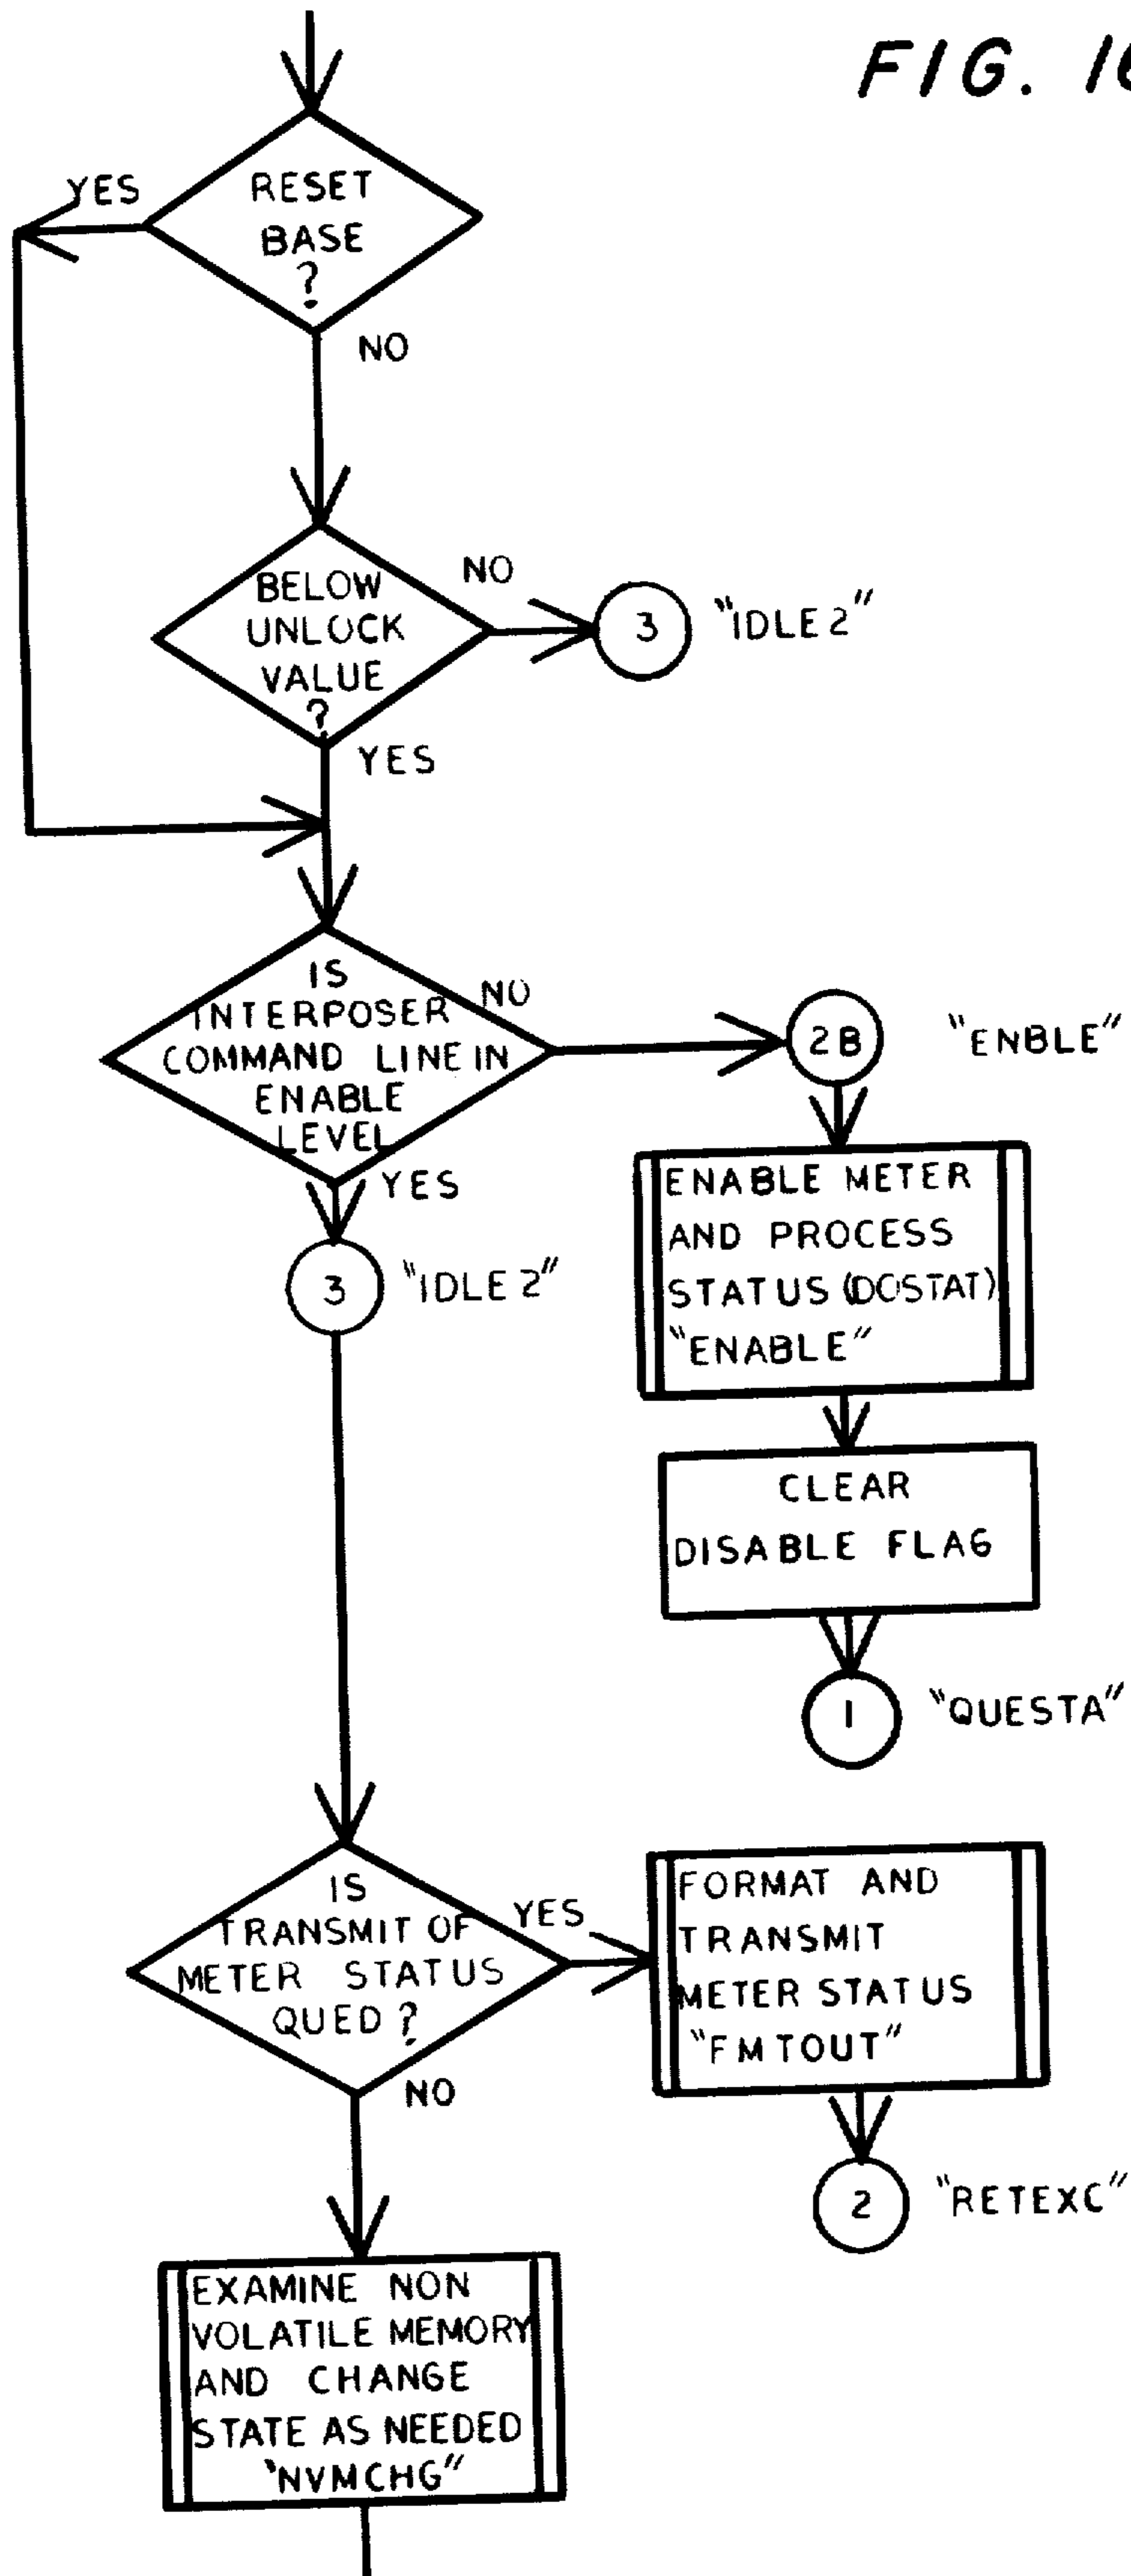 FIG.
YES
RESET
BASE
?
NO
BELOW
UNLOCK
VALUE
?
NO
3 "IDLE 2"
YES
IS
INTERPOSER
COMMAND LINE IN
ENABLE
LEVEL
NO
2B "ENBLE"
YES
3 "IDLE 2"
ENABLE METER
AND PROCESS
STATUS (DOSTAT)
"ENABLE"
CLEAR
DISABLE FLAG
1 "QUESTA"
IS
TRANSMIT OF
METER STATUS
QUED ?
YES
FORMAT AND
TRANSMIT
METER STATUS
"FMTOUT"
NO
2 "RETEXC"
EXAMINE NON
VOLATILE MEMORY
AND CHANGE
STATE AS NEEDED
"NVMCHG"